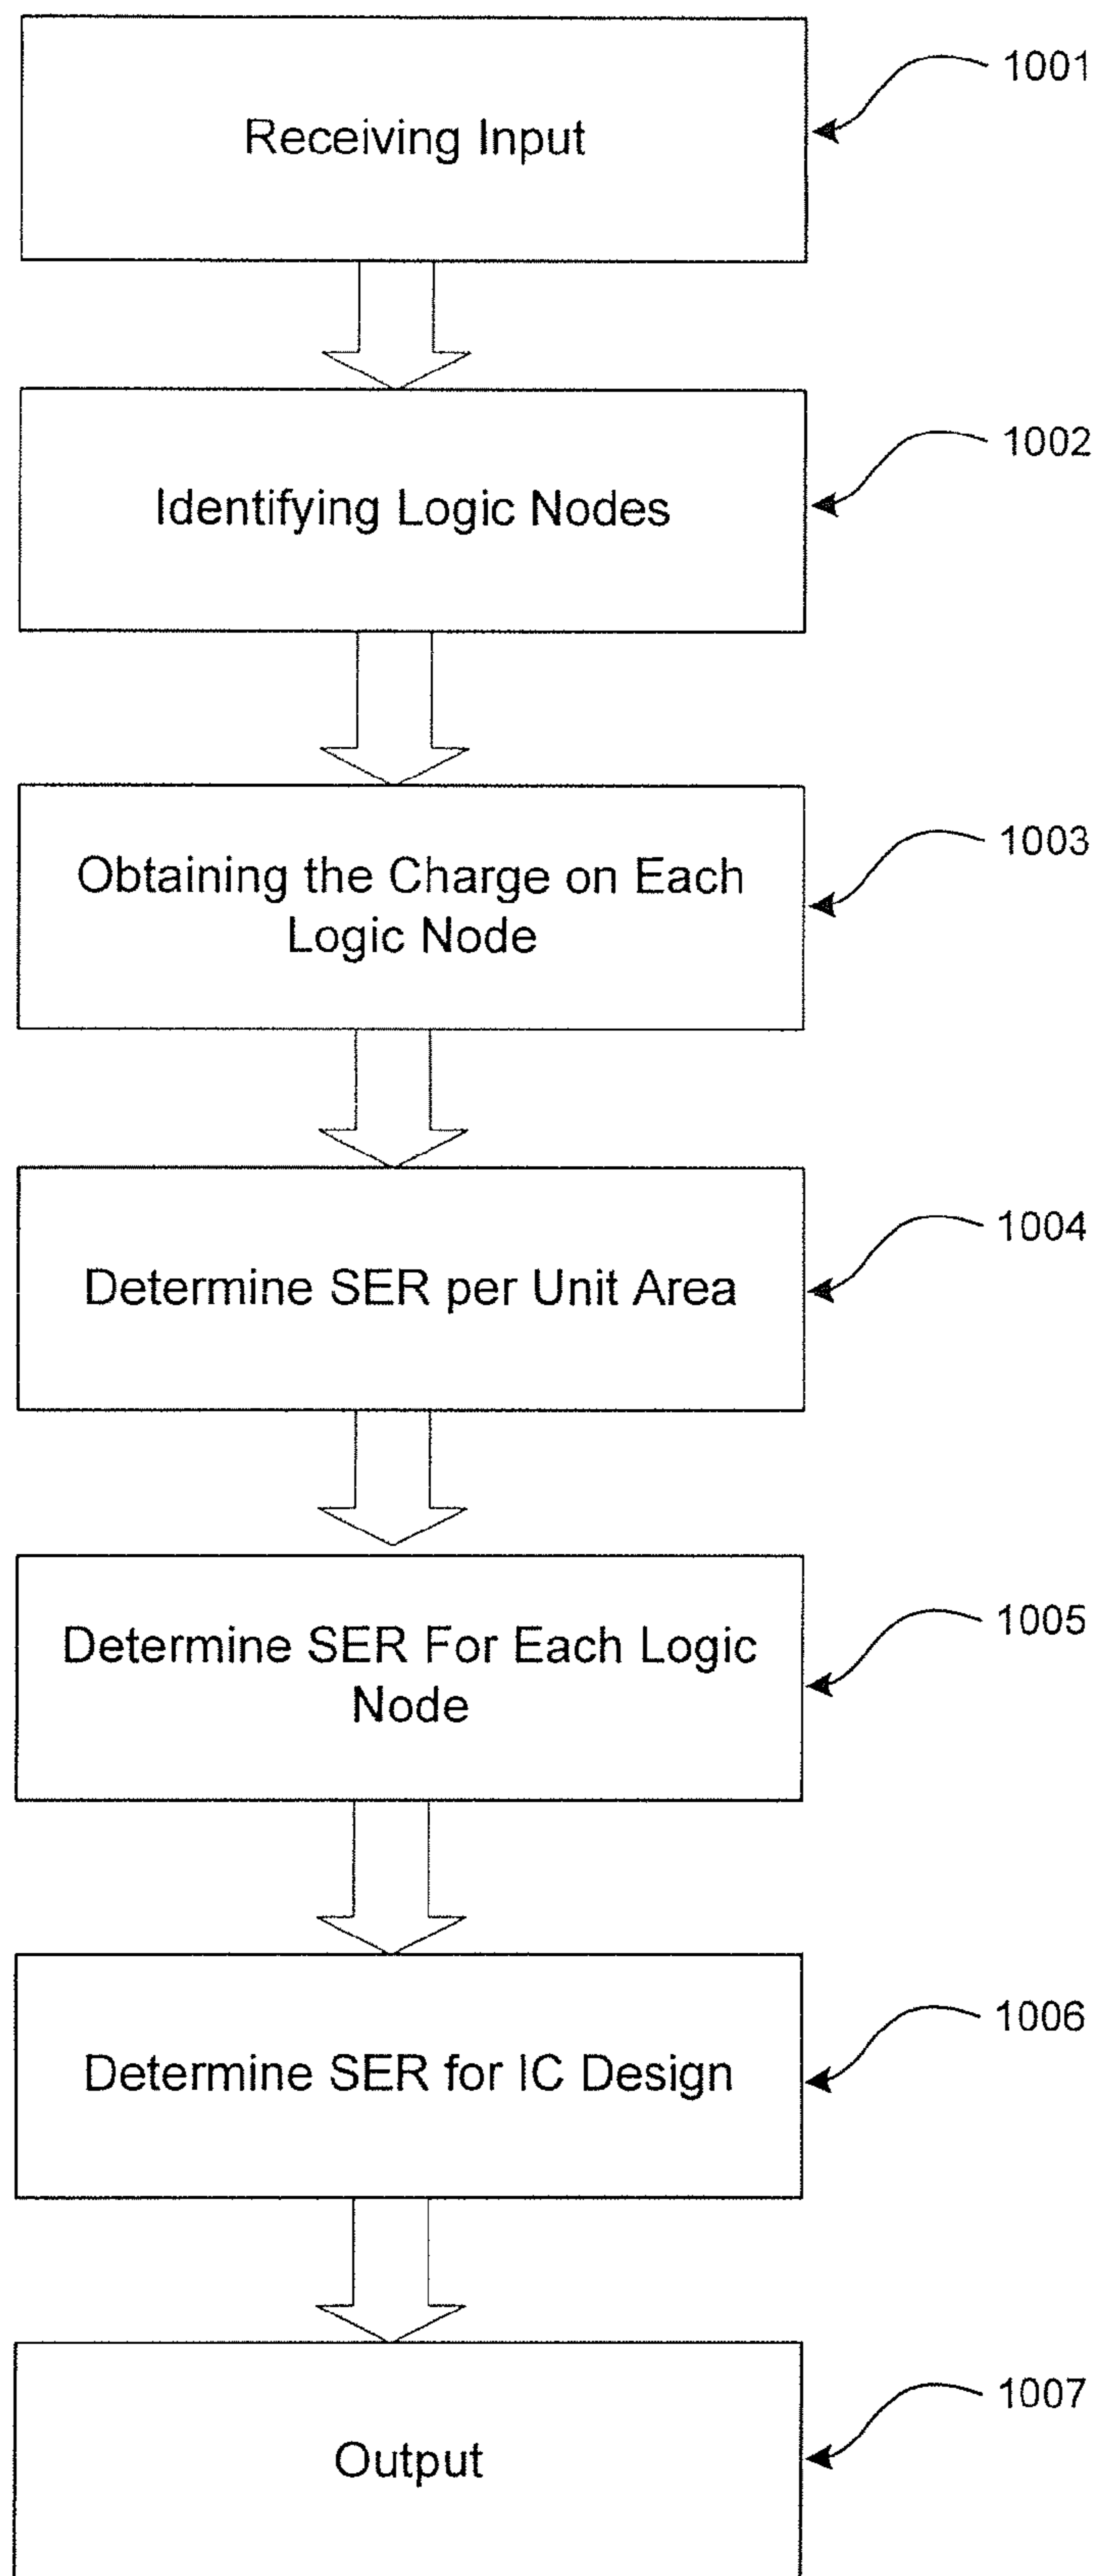 Receiving Input
1001
Identifying Logic Nodes
1002
Obtaining the Charge on Each
Logic Node
1003
Determine SER per Unit Area
1004
Determine SER For Each Logic
Node
1005
Determine SER for IC Design
1006
Output
1007